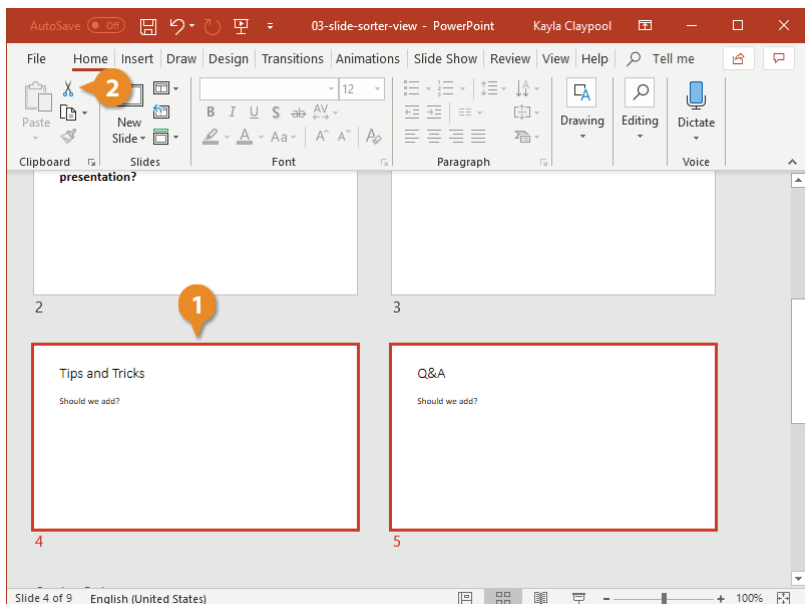 AutoSave Off 03-slide-sorter-view - PowerPoint Kayla Claypool
File Home Insert Draw Design Transitions Animations Slide Show Review View Help Tell me
2
Paste
New
Slide
12
B I U S ab AV
A Aa A A A
Drawing
Editing
Dictate
Clipboard Slides Font Paragraph Voice
presentation?
2
3
1
Tips and Tricks
Should we add?
Q&A
Should we add?
4
5
Slide 4 of 9 English (United States) 100%